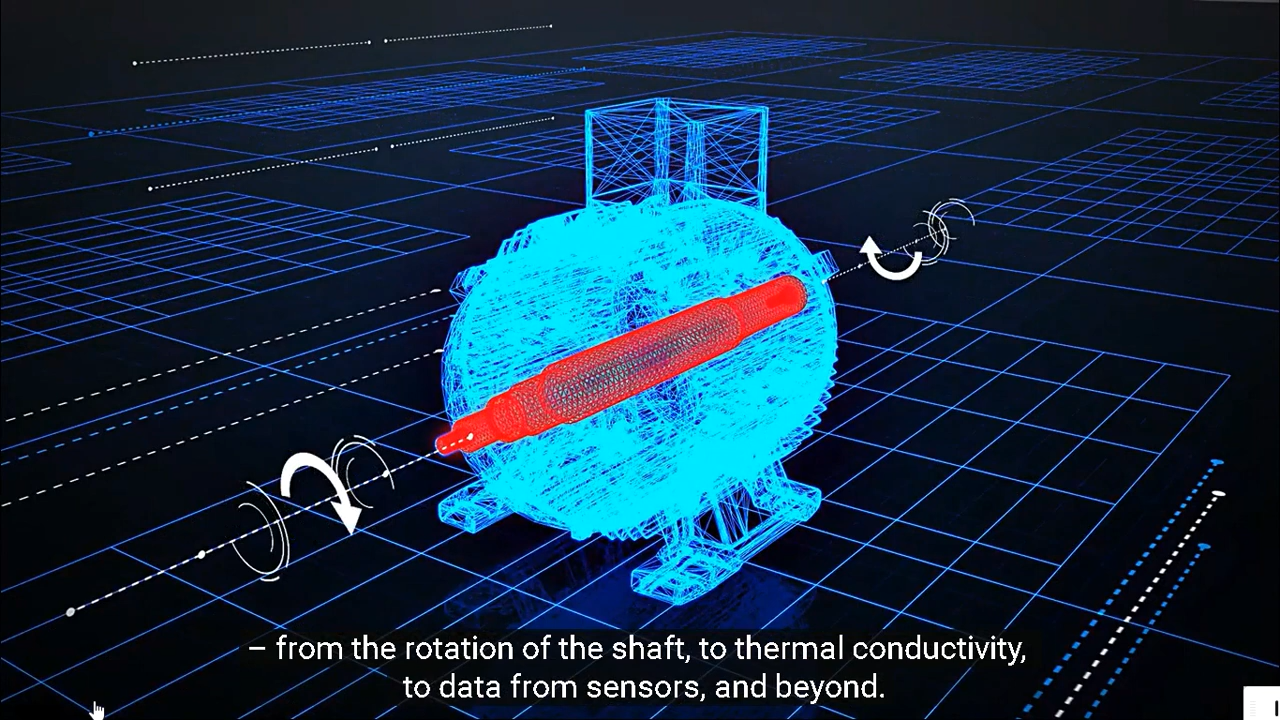 – from the rotation of the shaft, to thermal conductivity,
to data from sensors, and beyond.